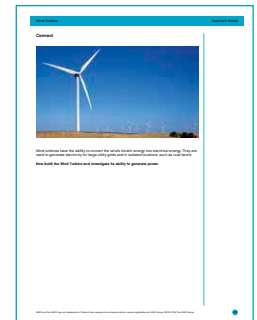 Wind Turbine
Teacher's Notes
Connect
Wind turbines have the ability to convert the wind's kinetic energy into electrical energy. They are
used to generate electricity for large utility grids and in isolated locations, such as rural farms.
Now build the Wind Turbine and investigate its ability to generate power.